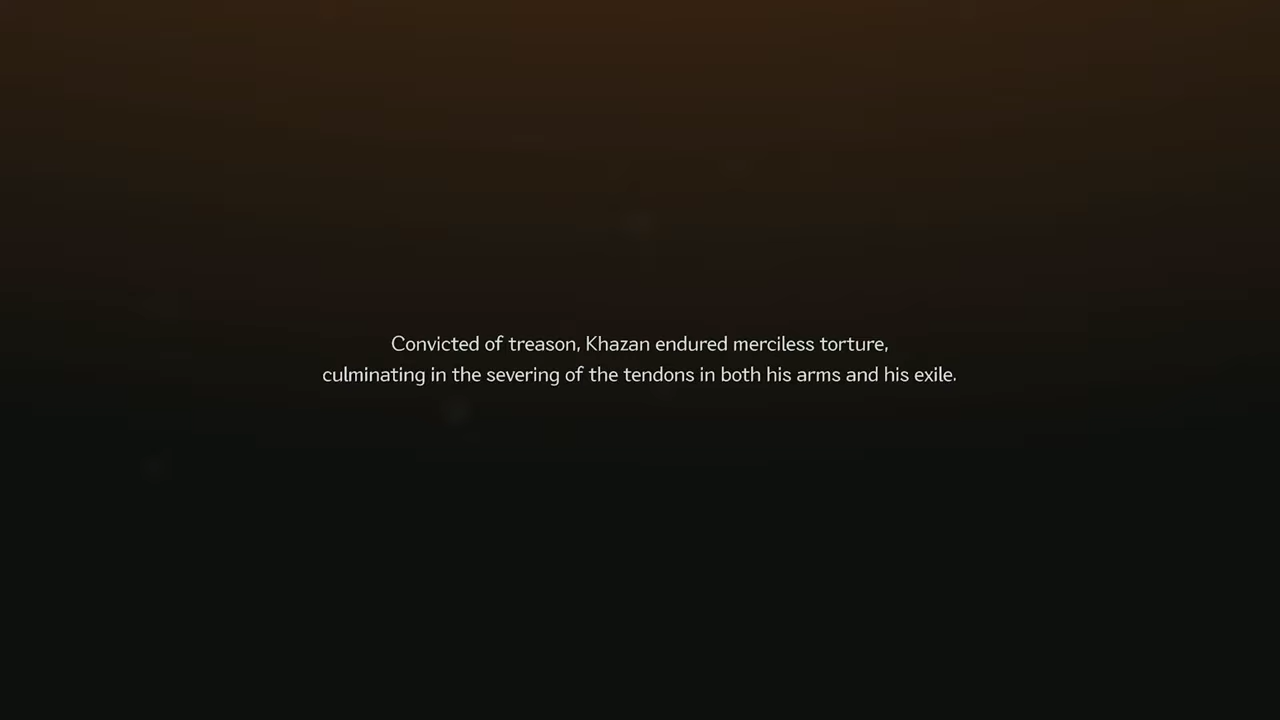 Convicted of treason, Khazan endured merciless torture,
culminating in the severing of the tendons in both his arms and his exile.